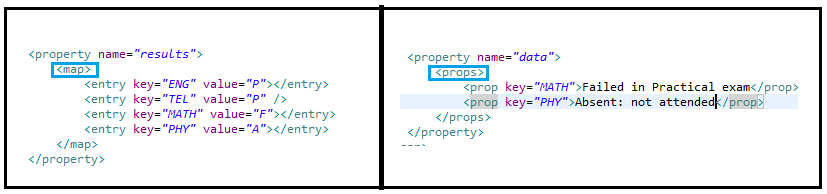 <property name="results">
<map>
<entry key="ENG" value="P"></entry>
<entry key="TEL" value="P" />
<entry key="MATH" value="F"></entry>
<entry key="PHY" value="A"></entry>
</map>
</property>
<property name="data">
<props>
<prop key="MATH">Failed in Practical exam</prop>
<prop key="PHY">Absent: not attended</prop>
</props>
</property>